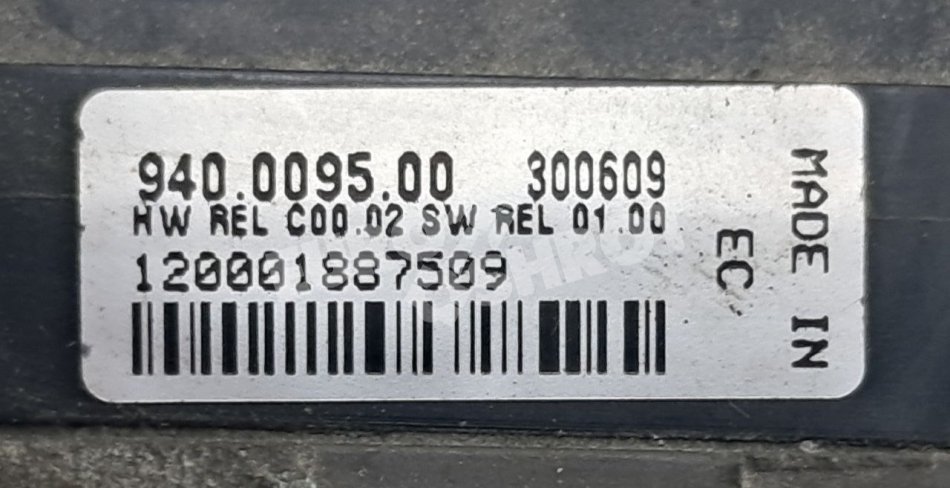 940.0095.00 300609
HW REL C00.02 SW REL 01.00
120001887509
MADE IN
EC